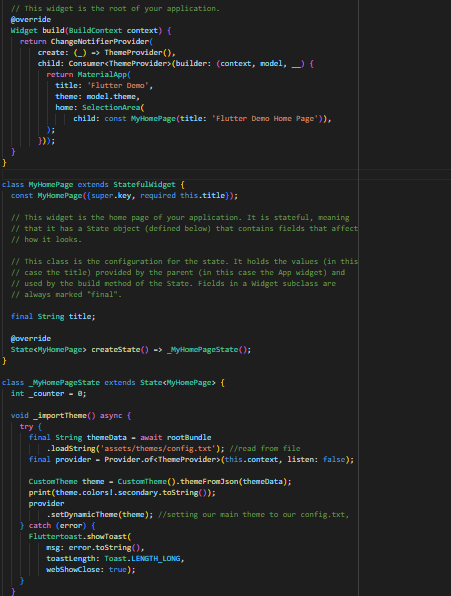 // This widget is the root of your application.
@override
Widget build(BuildContext context) {
return ChangeNotifierProvider(
create: (_) => ThemeProvider(),
child: Consumer<ThemeProvider>(builder: (context, model, __) {
return MaterialApp(
title: 'Flutter Demo',
theme: model.theme,
home: SelectionArea(
child: const MyHomePage(title: 'Flutter Demo Home Page')),
);
}));
}
}
class MyHomePage extends StatefulWidget {
const MyHomePage({super.key, required this.title});
// This widget is the home page of your application. It is stateful, meaning
// that it has a State object (defined below) that contains fields that affect
// how it looks.
// This class is the configuration for the state. It holds the values (in this
// case the title) provided by the parent (in this case the App widget) and
// used by the build method of the State. Fields in a Widget subclass are
// always marked "final".
final String title;
@override
State<MyHomePage> createState() => _MyHomePageState();
}
class _MyHomePageState extends State<MyHomePage> {
int _counter = 0;
void _importTheme() async {
try {
final String themeData = await rootBundle
.loadString('assets/themes/config.txt'); //read from file
final provider = Provider.of<ThemeProvider>(this.context, listen: false);
CustomTheme theme = CustomTheme().themeFromJson(themeData);
print(theme.colors!.secondary.toString());
provider
.setDynamicTheme(theme); //setting our main theme to our config.txt,
} catch (error) {
Fluttertoast.showToast(
msg: error.toString(),
toastLength: Toast.LENGTH_LONG,
webShowClose: true);
}
}